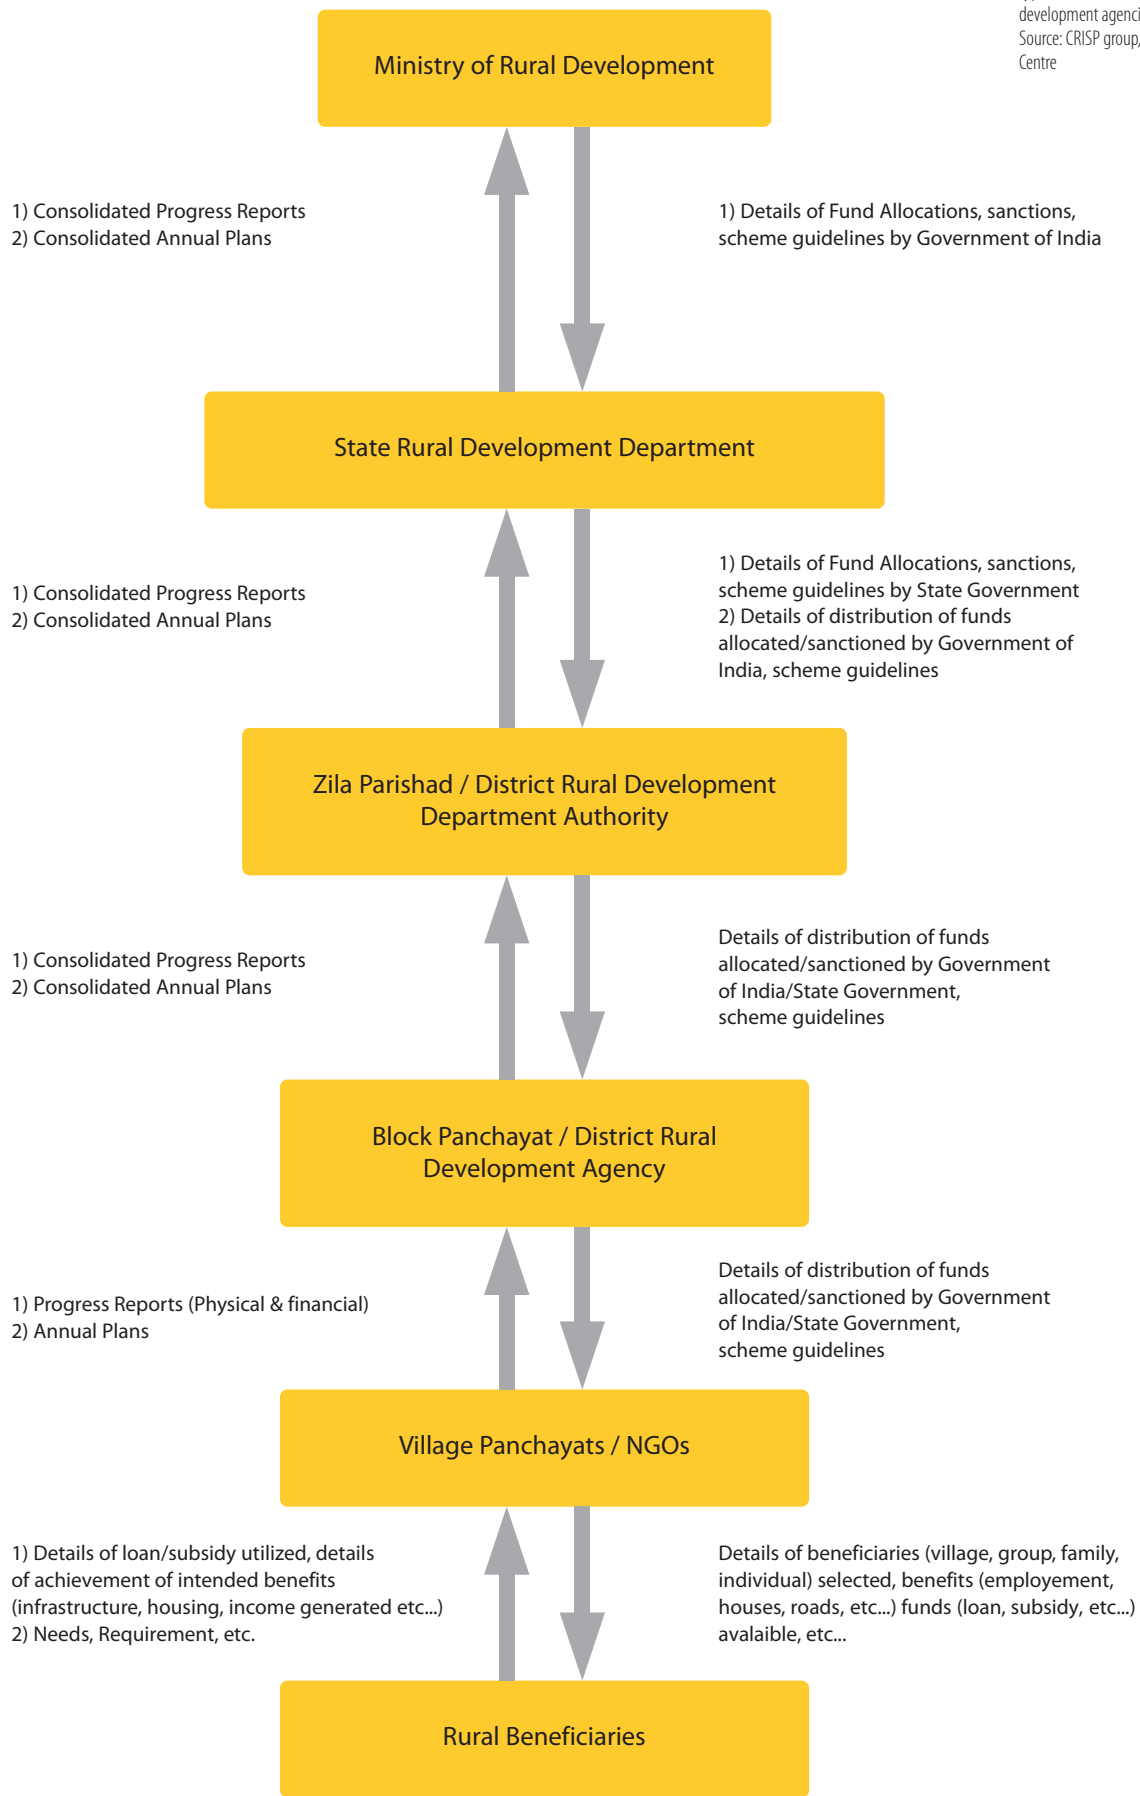 development agenci
Source: CRISP group,
Centre
Ministry of Rural Development
1) Consolidated Progress Reports
2) Consolidated Annual Plans
1) Details of Fund Allocations, sanctions,
scheme guidelines by Government of India
State Rural Development Department
1) Consolidated Progress Reports
2) Consolidated Annual Plans
1) Details of Fund Allocations, sanctions,
scheme guidelines by State Government
2) Details of distribution of funds
allocated/sanctioned by Government of
India, scheme guidelines
Zila Parishad / District Rural Development
Department Authority
1) Consolidated Progress Reports
2) Consolidated Annual Plans
Details of distribution of funds
allocated/sanctioned by Government
of India/State Government,
scheme guidelines
Block Panchayat / District Rural
Development Agency
1) Progress Reports (Physical & financial)
2) Annual Plans
Details of distribution of funds
allocated/sanctioned by Government
of India/State Government,
scheme guidelines
Village Panchayats / NGOs
1) Details of loan/subsidy utilized, details
of achievement of intended benefits
(infrastructure, housing, income generated etc...)
2) Needs, Requirement, etc.
Details of beneficiaries (village, group, family,
individual) selected, benefits (employement,
houses, roads, etc...) funds (loan, subsidy, etc...)
avalaible, etc...
Rural Beneficiaries